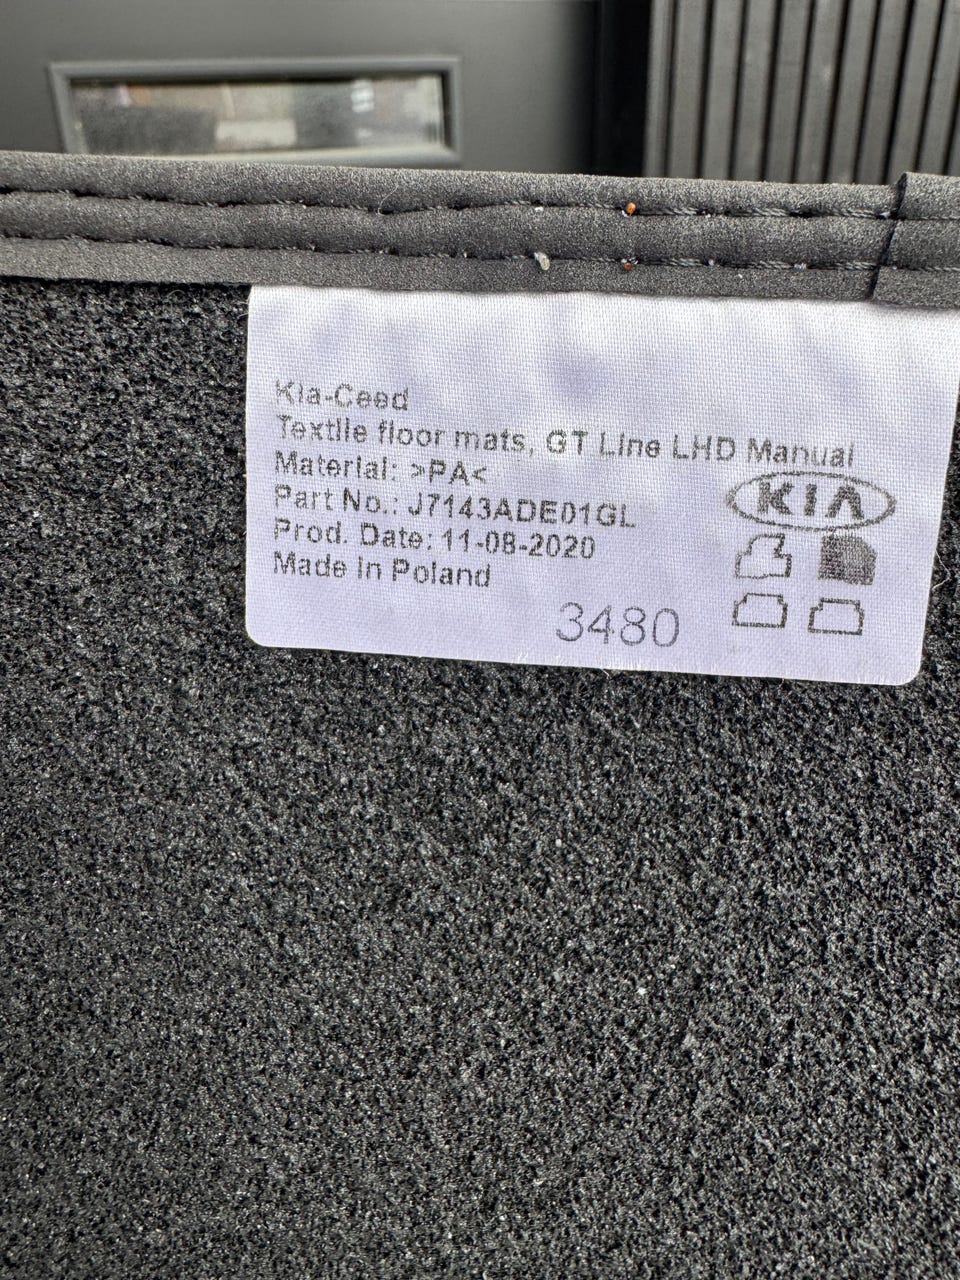 Kia-Ceed
Textile floor mats, GT Line LHD Manual
Material: >PA<
Part No.: J7143ADE01GL
Prod. Date: 11-08-2020
Made in Poland
KIA
3480